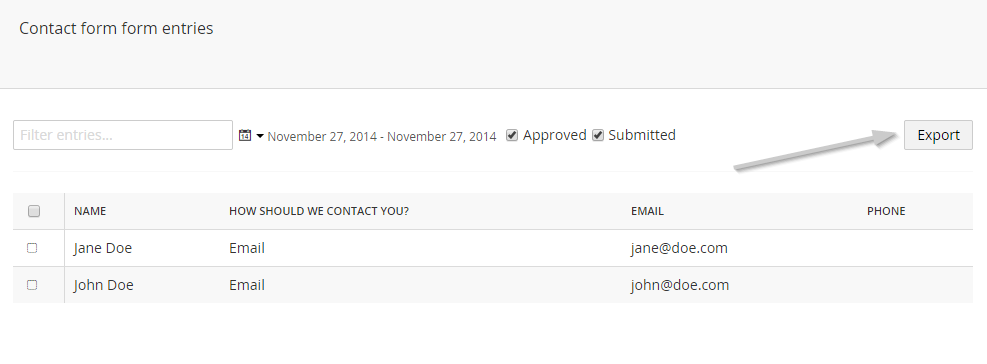 Contact form form entries
Filter entries...
14 November 27, 2014 - November 27, 2014 Approved Submitted Export
NAME HOW SHOULD WE CONTACT YOU? EMAIL PHONE
Jane Doe Email jane@doe.com
John Doe Email john@doe.com